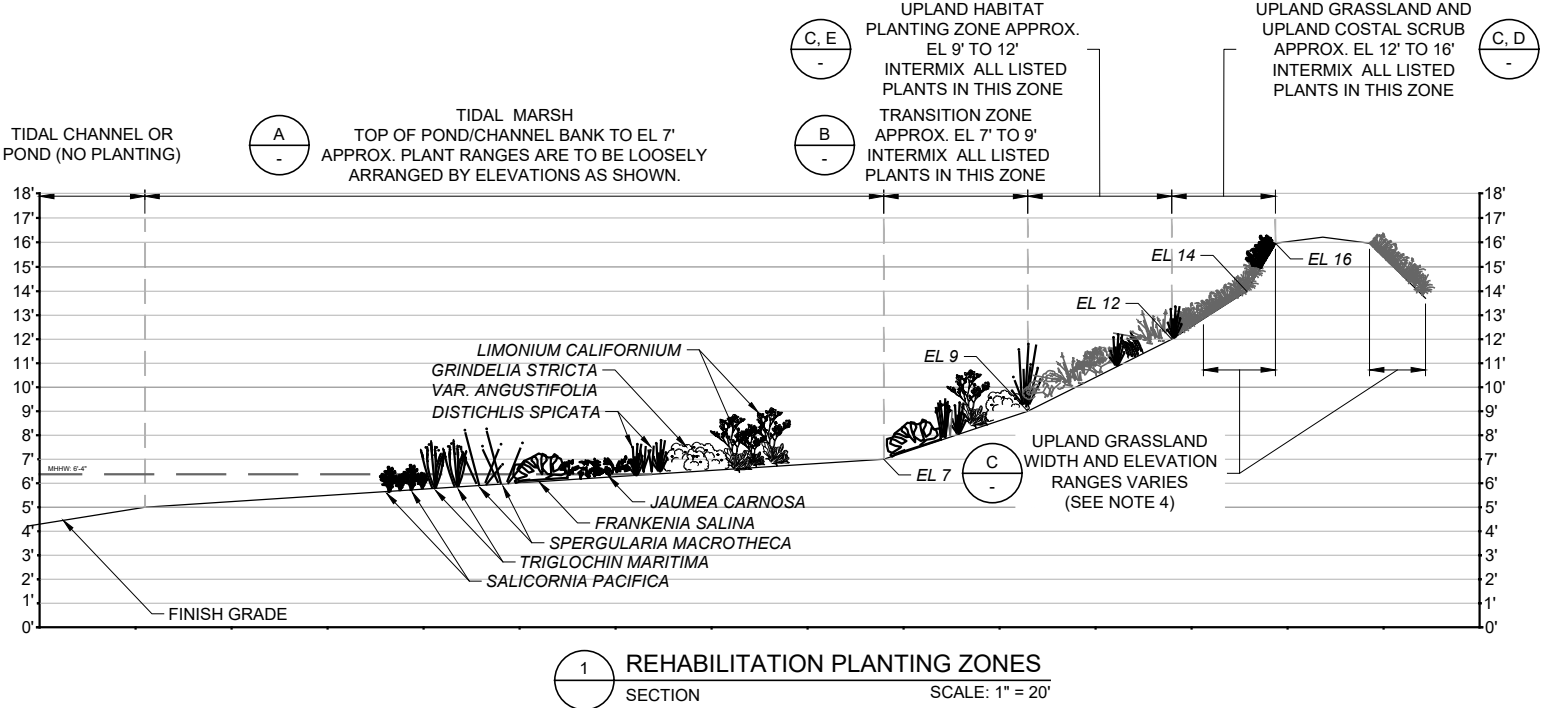 UPLAND HABITAT
PLANTING ZONE APPROX.
EL 9' TO 12'
INTERMIX ALL LISTED
PLANTS IN THIS ZONE
C, E
-
UPLAND GRASSLAND AND
UPLAND COSTAL SCRUB
APPROX. EL 12' TO 16'
INTERMIX ALL LISTED
PLANTS IN THIS ZONE
C, D
-
TIDAL CHANNEL OR
POND (NO PLANTING)
A
-
TIDAL MARSH
TOP OF POND/CHANNEL BANK TO EL 7'
APPROX. PLANT RANGES ARE TO BE LOOSELY
ARRANGED BY ELEVATIONS AS SHOWN.
B
-
TRANSITION ZONE
APPROX. EL 7' TO 9'
INTERMIX ALL LISTED
PLANTS IN THIS ZONE
18'
17'
16'
15'
14'
13'
12'
11'
10'
9'
8'
7'
6'
5'
4'
3'
2'
1'
0'
MHHW: 6'-4"
LIMONIUM CALIFORNIUM
GRINDELIA STRICTA
VAR. ANGUSTIFOLIA
DISTICHLIS SPICATA
JAUMEA CARNOSA
FRANKENIA SALINA
SPERGULARIA MACROTHECA
TRIGLOCHIN MARITIMA
SALICORNIA PACIFICA
FINISH GRADE
EL 7
EL 9
EL 12
EL 14
EL 16
C
-
UPLAND GRASSLAND
WIDTH AND ELEVATION
RANGES VARIES
(SEE NOTE 4)
18'
17'
16'
15'
14'
13'
12'
11'
10'
9'
8'
7'
6'
5'
4'
3'
2'
1'
0'
1
REHABILITATION PLANTING ZONES
SECTION
SCALE: 1" = 20'